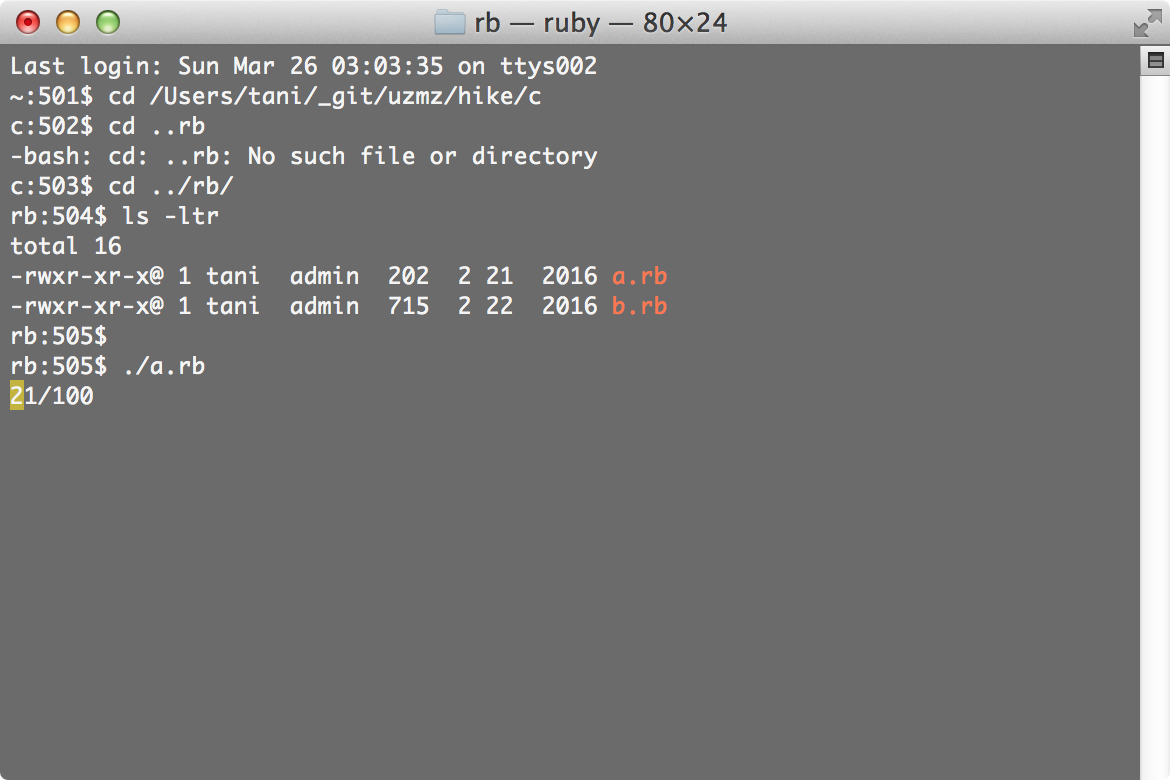 rb — ruby — 80×24
Last login: Sun Mar 26 03:03:35 on ttys002
~:501$ cd /Users/tani/_git/uzmz/hike/c
c:502$ cd ..rb
-bash: cd: ..rb: No such file or directory
c:503$ cd ../rb/
rb:504$ ls -ltr
total 16
-rwxr-xr-x@ 1 tani  admin  202  2 21  2016 a.rb
-rwxr-xr-x@ 1 tani  admin  715  2 22  2016 b.rb
rb:505$
rb:505$ ./a.rb
21/100